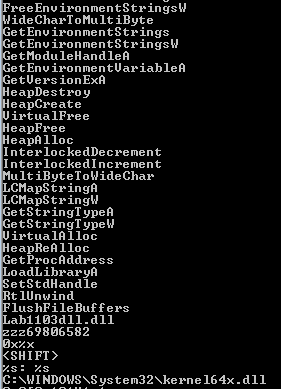 FreeEnvironmentStringsW
WideCharToMultiByte
GetEnvironmentStrings
GetEnvironmentStringsW
GetModuleHandleA
GetEnvironmentVariableA
GetVersionExA
HeapDestroy
HeapCreate
VirtualFree
HeapFree
HeapAlloc
InterlockedDecrement
InterlockedIncrement
MultiByteToWideChar
LCMapStringA
LCMapStringW
GetStringTypeA
GetStringTypeW
VirtualAlloc
HeapReAlloc
GetProcAddress
LoadLibraryA
SetStdHandle
RtlUnwind
FlushFileBuffers
Lab1103dll.dll
zzz69806582
0x%x
<SHIFT>
%s: %s
C:\WINDOWS\System32\kernel64x.dll